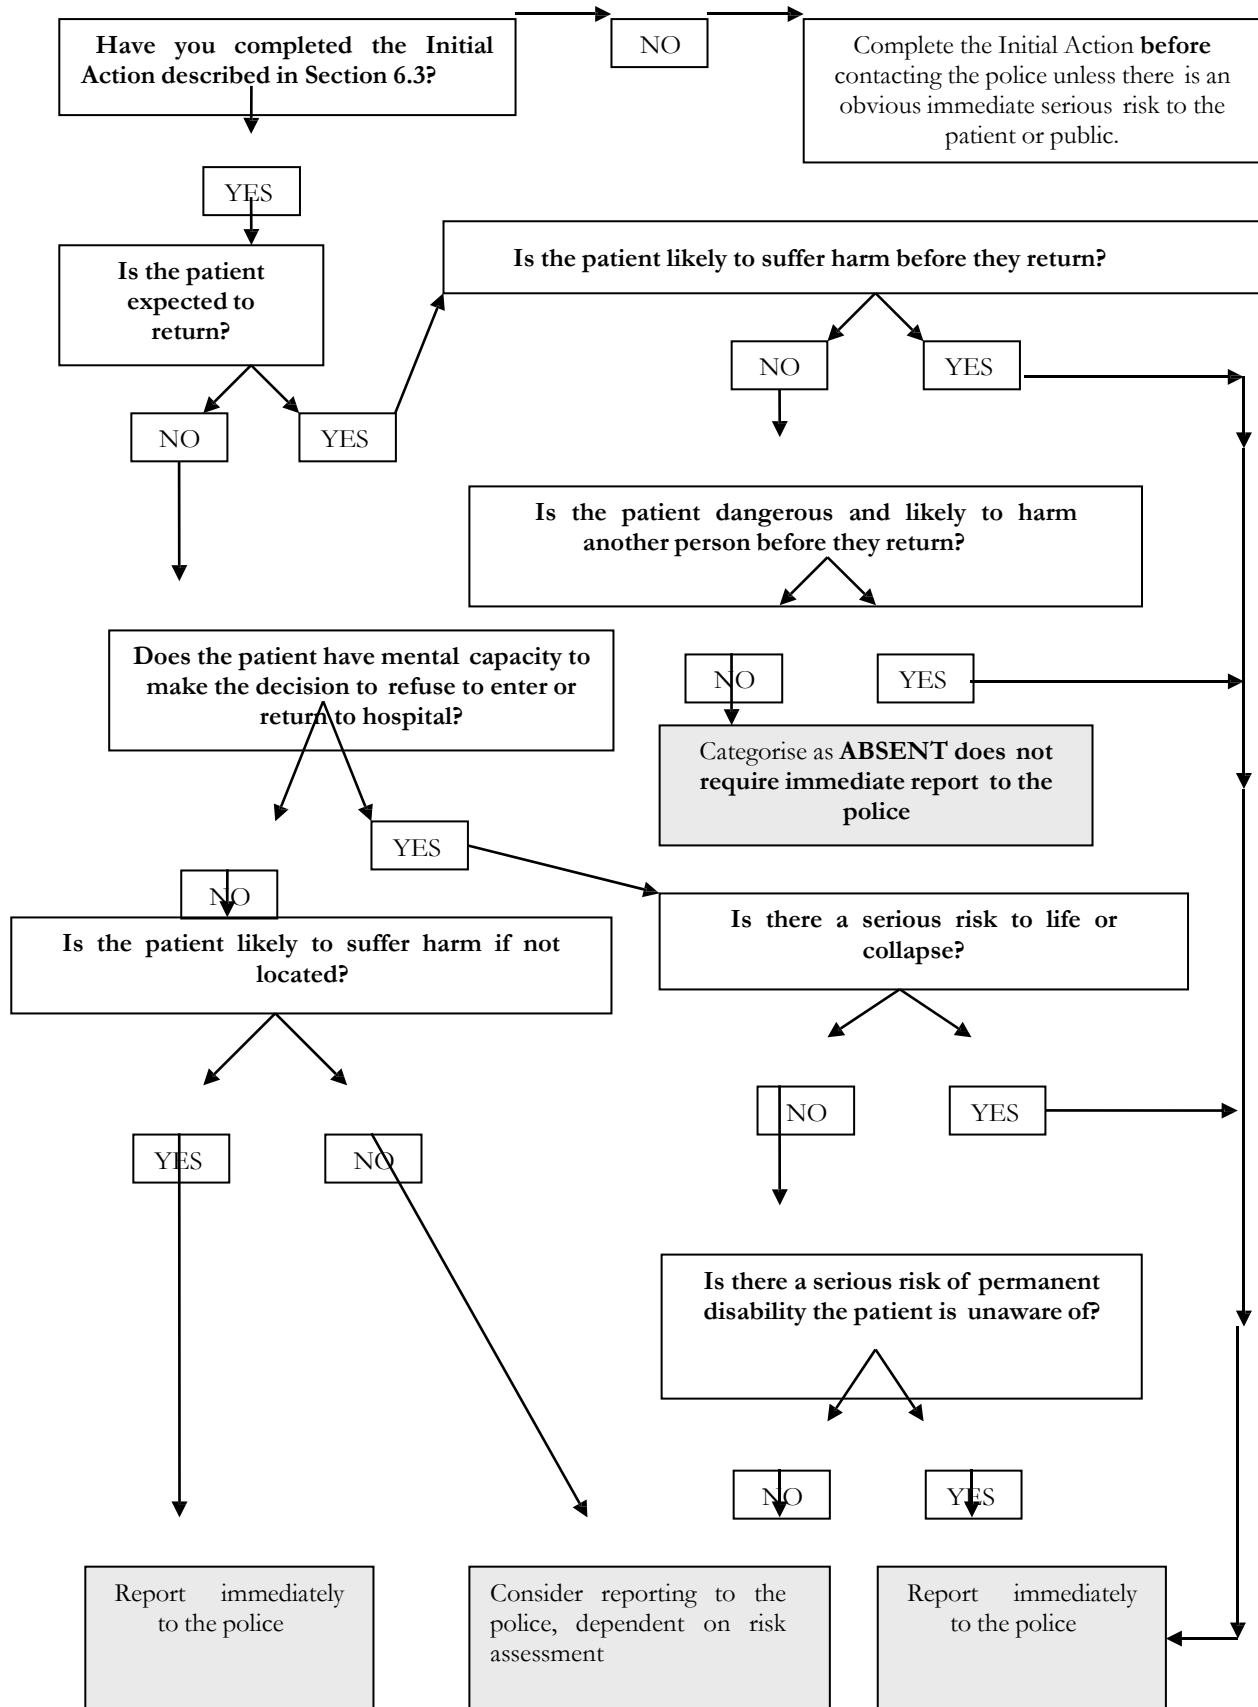 Have you completed the Initial
Action described in Section 6.3?
NO
Complete the Initial Action before
contacting the police unless there is an
obvious immediate serious risk to the
patient or public.
YES
Is the patient
expected to
return?
Is the patient likely to suffer harm before they return?
NO
YES
NO
YES
Is the patient dangerous and likely to harm
another person before they return?
Does the patient have mental capacity to
make the decision to refuse to enter or
return to hospital?
NO
YES
Categorise as ABSENT does not
require immediate report to the
police
YES
NO
Is the patient likely to suffer harm if not
located?
Is there a serious risk to life or
collapse?
NO
YES
YES
NO
Is there a serious risk of permanent
disability the patient is unaware of?
NO
YES
Report immediately
to the police
Consider reporting to the
police, dependent on risk
assessment
Report immediately
to the police